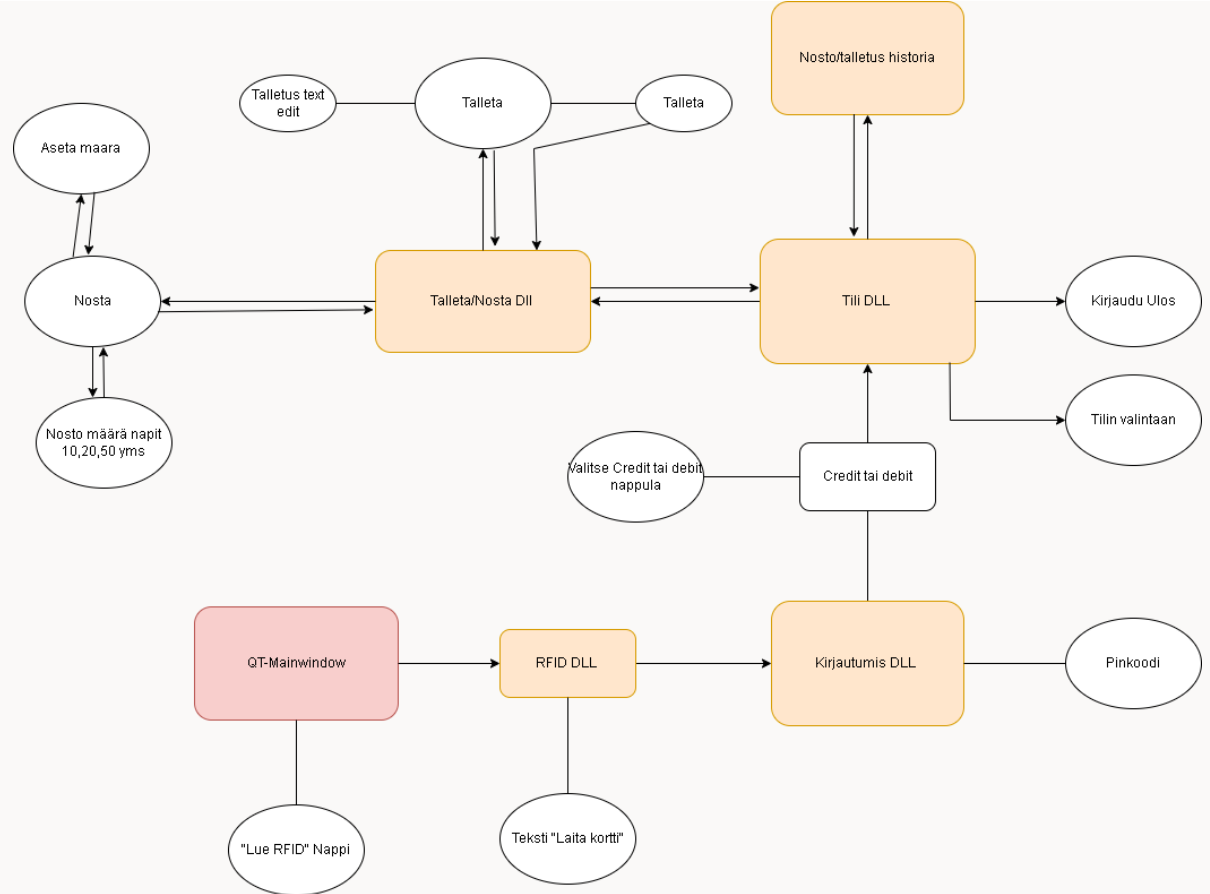 Nosto/talletus historia
Talletus text
edit
Talleta
Talleta
Aseta maara
Nosta
Talleta/Nosta Dll
Tili DLL
Kirjaudu Ulos
Tilin valintaan
Nosto määrä napit
10,20,50 yms
Valitse Credit tai debit
nappula
Credit tai debit
QT-Mainwindow
RFID DLL
Kirjautumis DLL
Pinkoodi
"Lue RFID" Nappi
Teksti "Laita kortti"